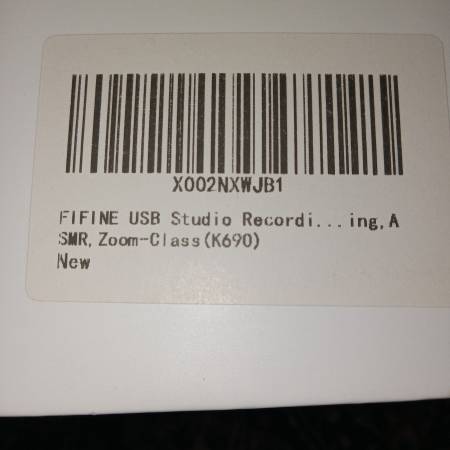 X002NXWJB1
FIFINE USB Studio Recordi...ing,A
SMR,Zoom-Class(K690)
New